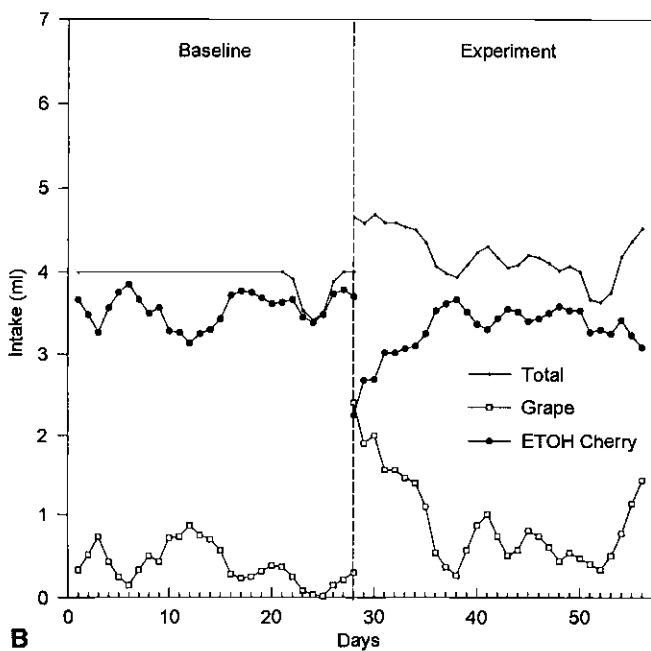 7
6
5
4
3
2
1
0
Intake (ml)
Baseline
Experiment
Total
Grape
ETOH Cherry
0 10 20 30 40 50
Days
B